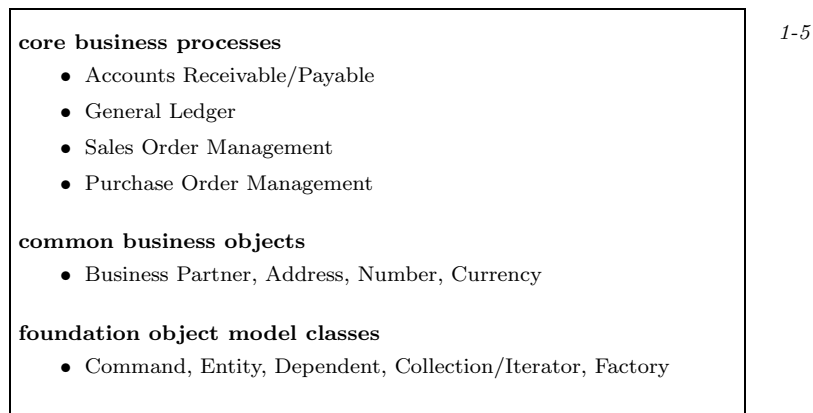 core business processes
• Accounts Receivable/Payable
• General Ledger
• Sales Order Management
• Purchase Order Management
common business objects
• Business Partner, Address, Number, Currency
foundation object model classes
• Command, Entity, Dependent, Collection/Iterator, Factory
1-5